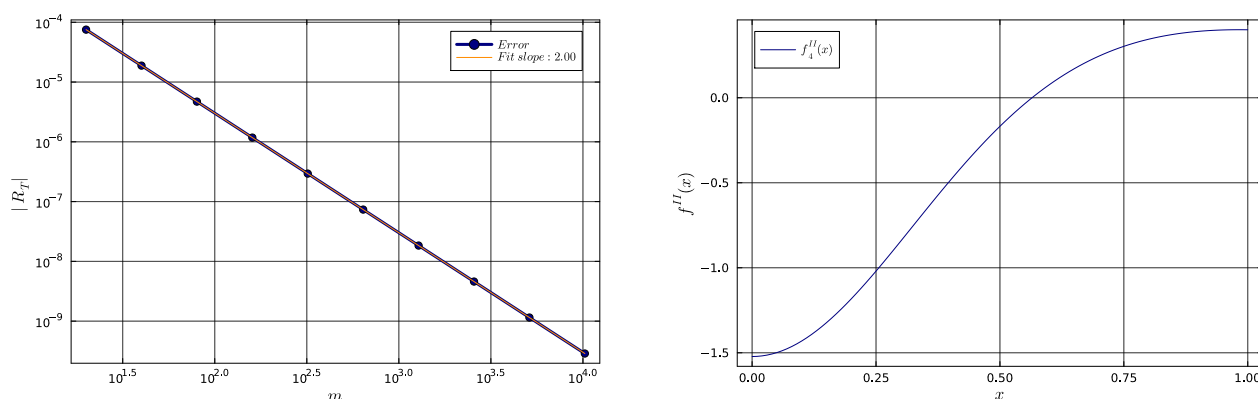 10⁻⁴
10⁻⁵
10⁻⁶
10⁻⁷
10⁻⁸
10⁻⁹
|R_T|
Error
Fit slope : 2.00
10^1.5 10^2.0 10^2.5 10^3.0 10^3.5 10^4.0
m
f_4^{II}(x)
0.0
−0.5
−1.0
−1.5
f^{II}(x)
0.00 0.25 0.50 0.75 1.00
x